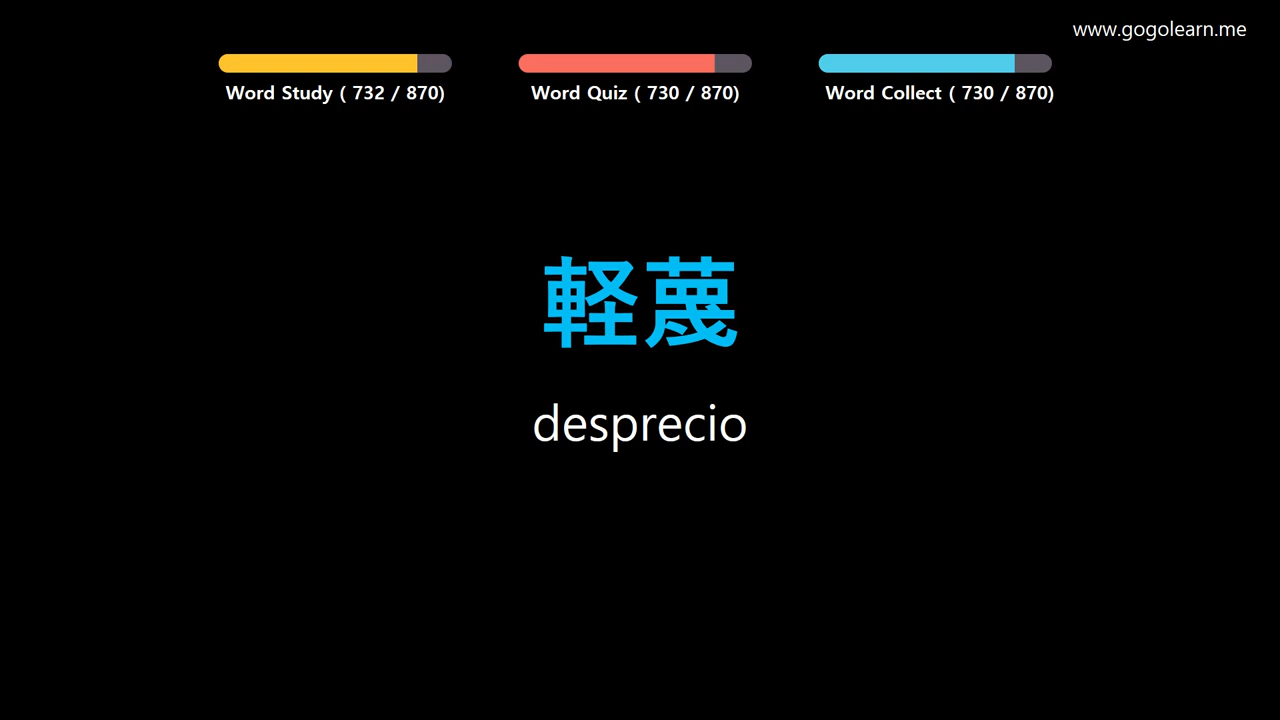 www.gogolearn.me
Word Study ( 732 / 870)
Word Quiz ( 730 / 870)
Word Collect ( 730 / 870)
軽蔑
desprecio